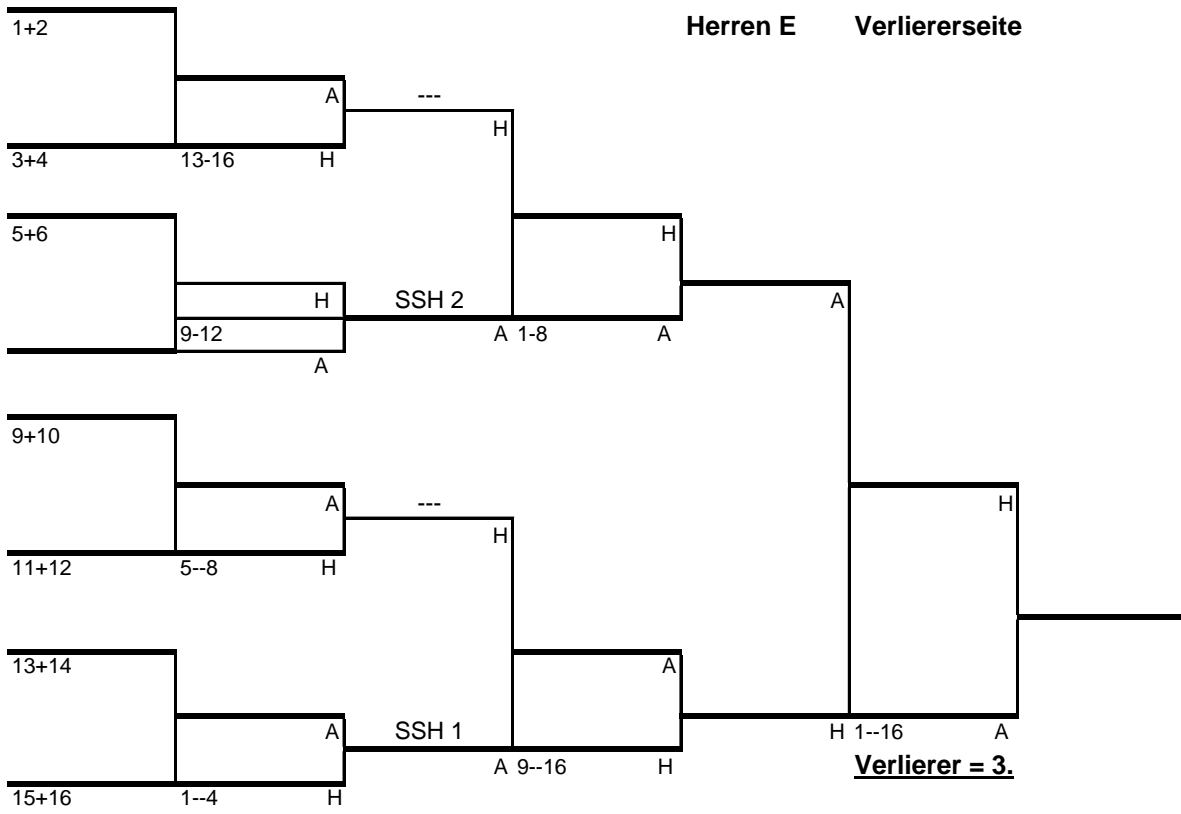 1+2 Herren E Verliererseite
A ---
H
3+4 13-16 H
5+6 H
H SSH 2 A
9-12 A 1-8 A
A
9+10
A --- H
H
11+12 5--8 H
13+14 A
A SSH 1 H 1--16 A
A 9--16 H Verlierer = 3.
15+16 1--4 H